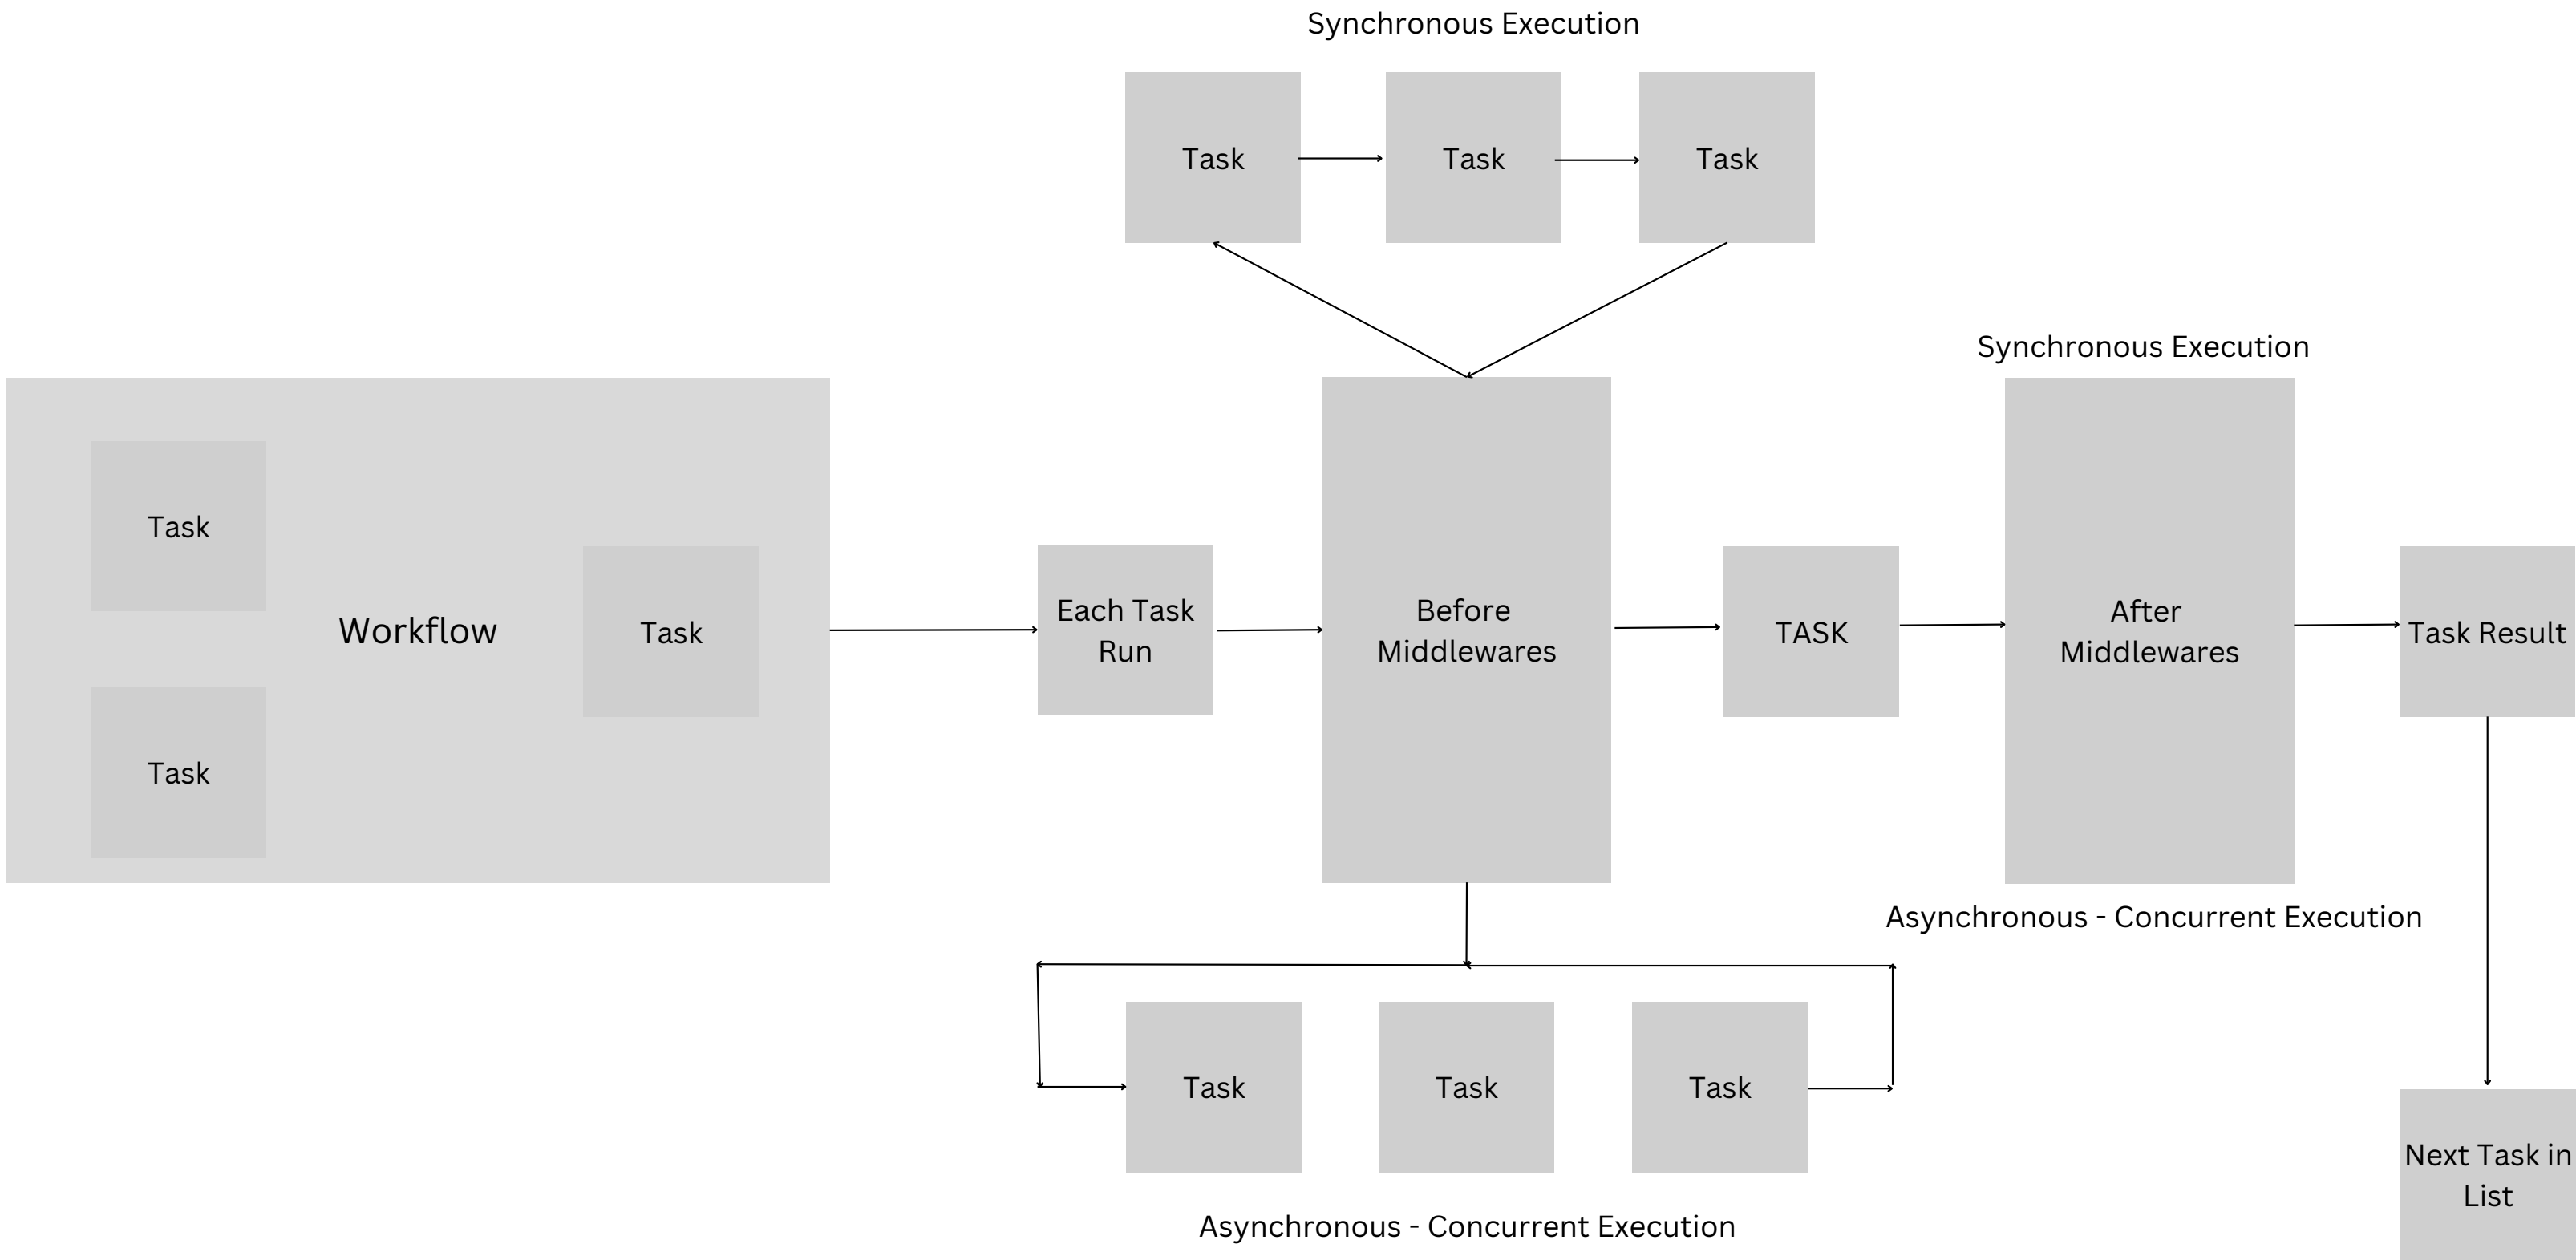 Synchronous Execution
Task
Task
Task
Synchronous Execution
Task
Workflow
Task
Task
Each Task
Run
Before
Middlewares
TASK
After
Middlewares
Task Result
Asynchronous - Concurrent Execution
Task
Task
Task
Asynchronous - Concurrent Execution
Next Task in
List